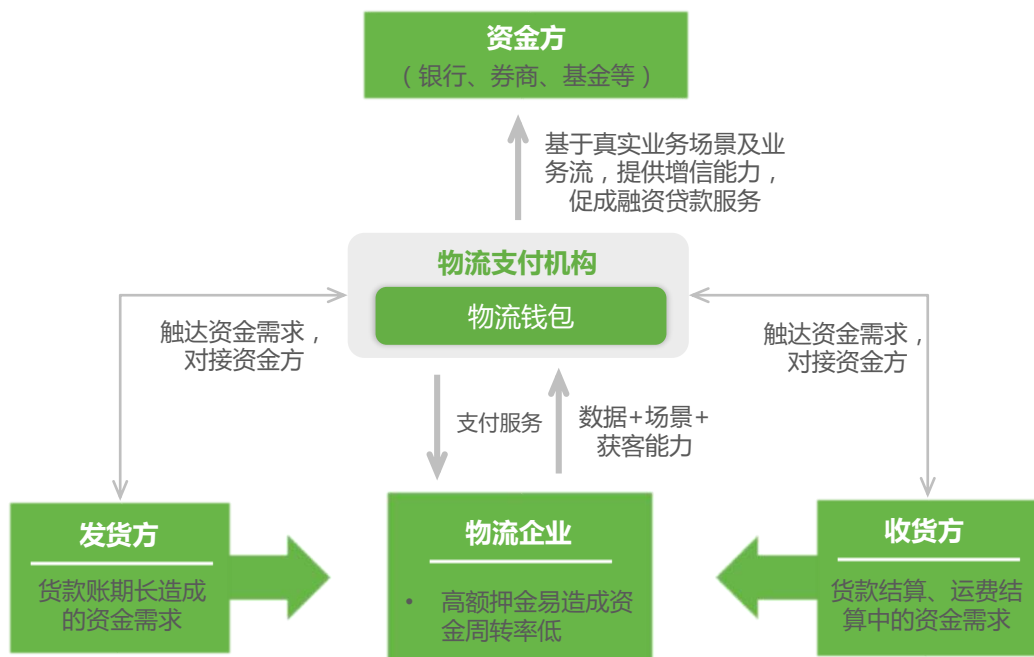 资金方
（银行、券商、基金等）
基于真实业务场景及业
务流，提供增信能力，
促成融资贷款服务
物流支付机构
物流钱包
触达资金需求，
对接资金方
触达资金需求，
对接资金方
支付服务
数据+场景+
获客能力
发货方
货款账期长造成
的资金需求
物流企业
• 高额押金易造成资
金周转率低
收货方
货款结算、运费结
算中的资金需求